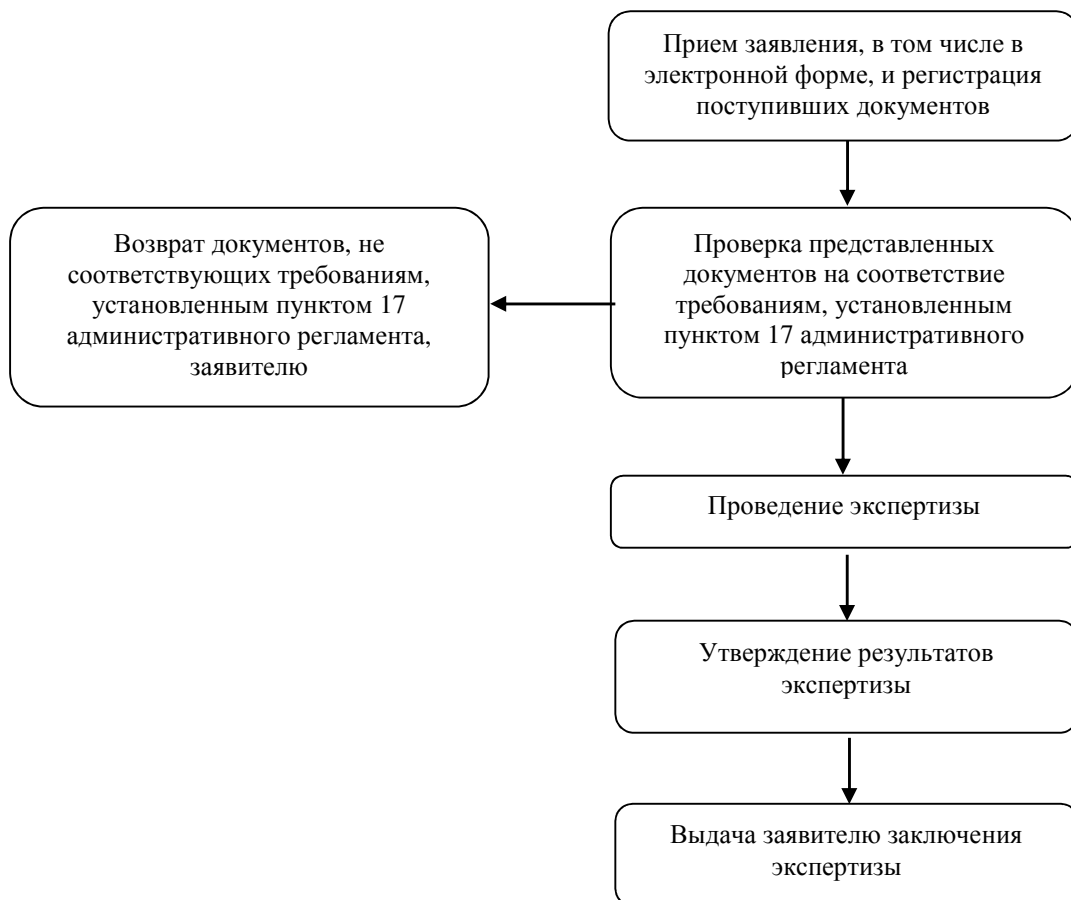 Прием заявления, в том числе в
электронной форме, и регистрация
поступивших документов
Возврат документов, не
соответствующих требованиям,
установленным пунктом 17
административного регламента,
заявителю
Проверка представленных
документов на соответствие
требованиям, установленным
пунктом 17 административного
регламента
Проведение экспертизы
Утверждение результатов
экспертизы
Выдача заявителю заключения
экспертизы